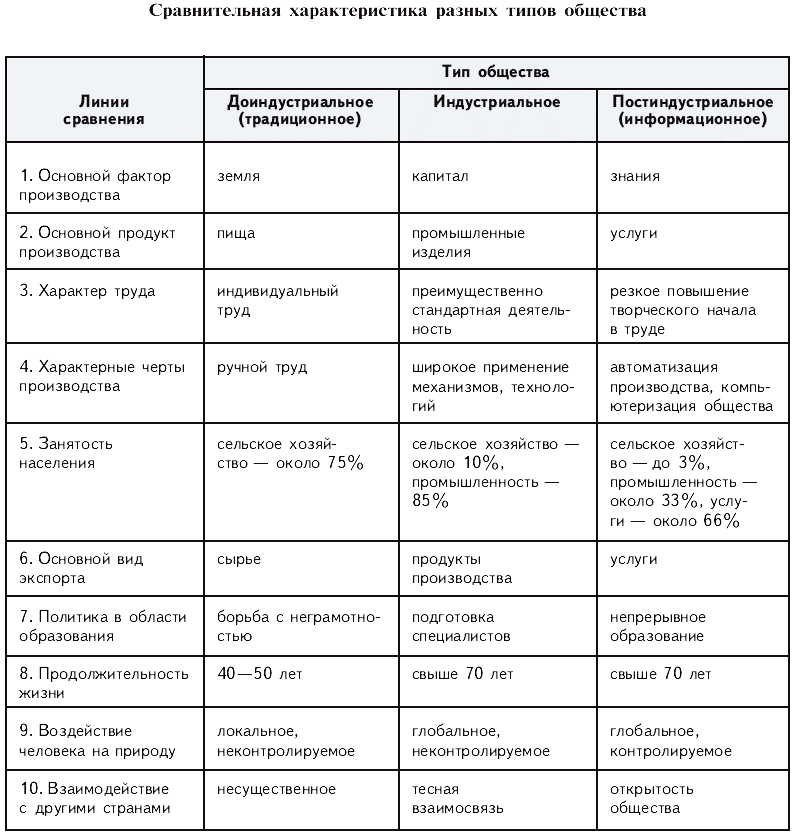 Сравнительная характеристика разных типов общества
Линии
сравнения
Тип общества
Доиндустриальное
(традиционное)
Индустриальное
Постиндустриальное
(информационное)
1. Основной фактор
производства
земля
капитал
знания
2. Основной продукт
производства
пища
промышленные
изделия
услуги
3. Характер труда
индивидуальный
труд
преимущественно
стандартная деятель-
ность
резкое повышение
творческого начала
в труде
4. Характерные черты
производства
ручной труд
широкое применение
механизмов, техноло-
гий
автоматизация
производства, компь-
ютеризация общества
5. Занятость
населения
сельское хозяй-
ство — около 75%
сельское хозяйство —
около 10%,
промышленность —
85%
сельское хозяйст-
во — до 3%,
промышленность —
около 33%, услу-
ги — около 66%
6. Основной вид
экспорта
сырье
продукты
производства
услуги
7. Политика в области
образования
борьба с неграмотно-
стью
подготовка
специалистов
непрерывное
образование
8. Продолжительность
жизни
40—50 лет
свыше 70 лет
свыше 70 лет
9. Воздействие
человека на природу
локальное,
неконтролируемое
глобальное,
неконтролируемое
глобальное,
контролируемое
10. Взаимодействие
с другими странами
несущественное
тесная
взаимосвязь
открытость
общества